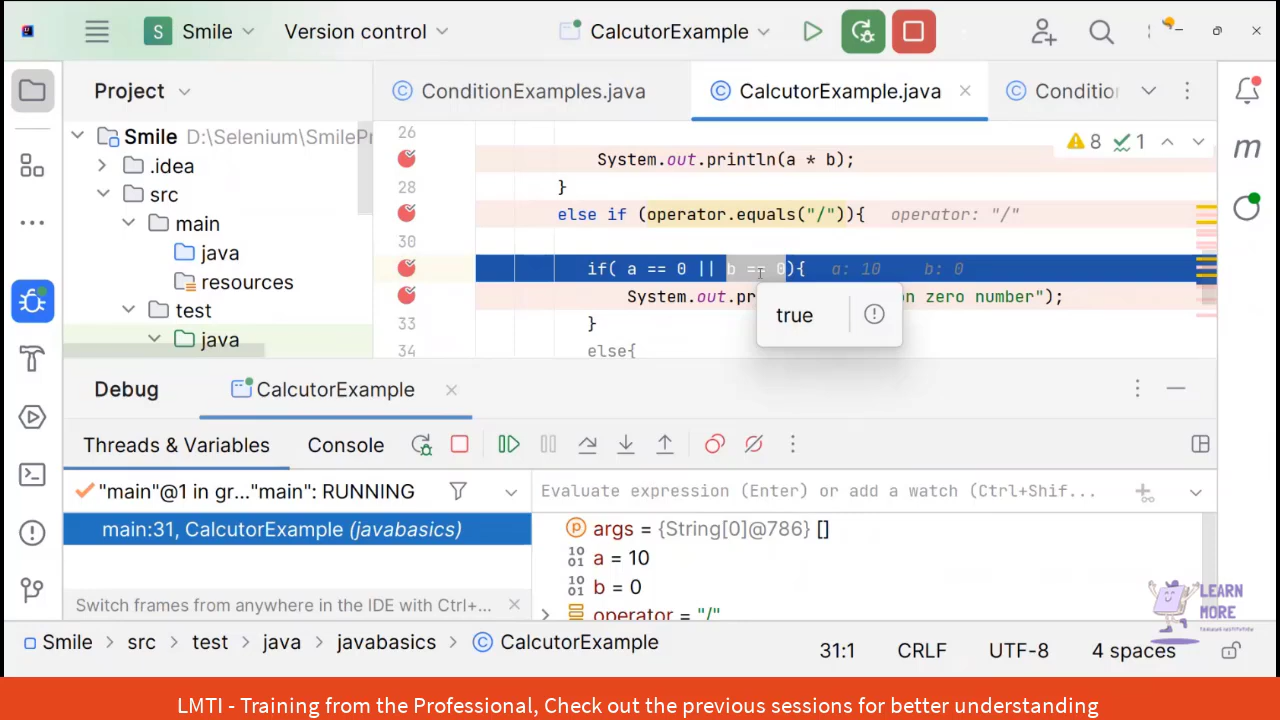 S Smile Version control CalcutorExample
Project
ConditionExamples.java CalcutorExample.java Condition
Smile D:\Selenium\SmilePr
.idea
src
main
java
resources
test
java
8 1
m
26
System.out.println(a * b);
28
}
else if (operator.equals("/")){ operator: "/"
30
if( a == 0 || b == 0){ a: 10 b: 0
System.out.pr on zero number");
true
33
}
34
else{
Debug CalcutorExample
Threads & Variables Console
"main"@1 in gr..."main": RUNNING
Evaluate expression (Enter) or add a watch (Ctrl+Shif...
main:31, CalcutorExample (javabasics)
args = {String[0]@786} []
a = 10
b = 0
operator = "/"
Switch frames from anywhere in the IDE with Ctrl+...
LEARN
MORE
Smile src test java javabasics CalcutorExample
31:1 CRLF UTF-8 4 spaces
LMTI - Training from the Professional, Check out the previous sessions for better understanding